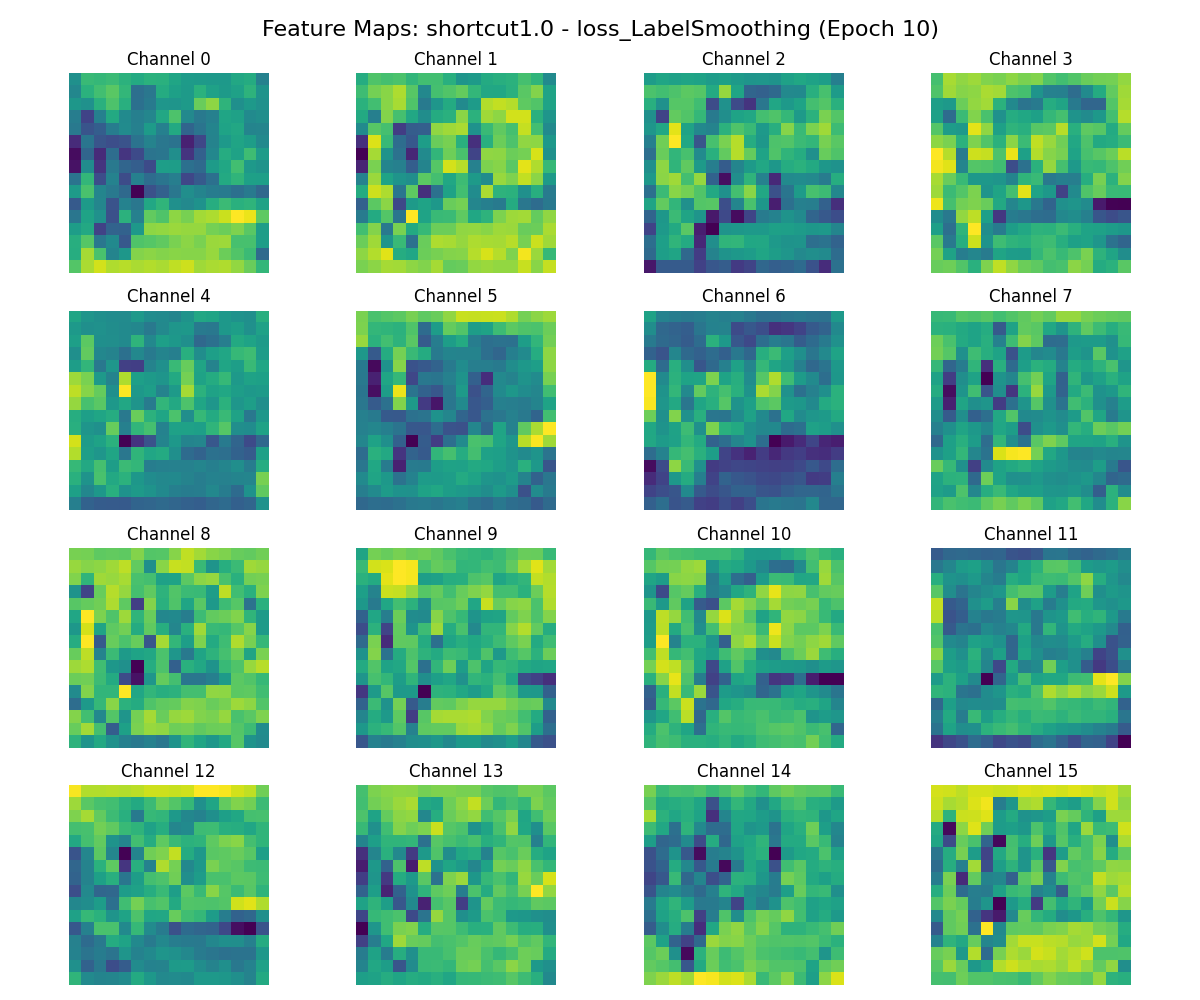 Feature Maps: shortcut1.0 - loss_LabelSmoothing (Epoch 10)
Channel 0
Channel 1
Channel 2
Channel 3
Channel 4
Channel 5
Channel 6
Channel 7
Channel 8
Channel 9
Channel 10
Channel 11
Channel 12
Channel 13
Channel 14
Channel 15